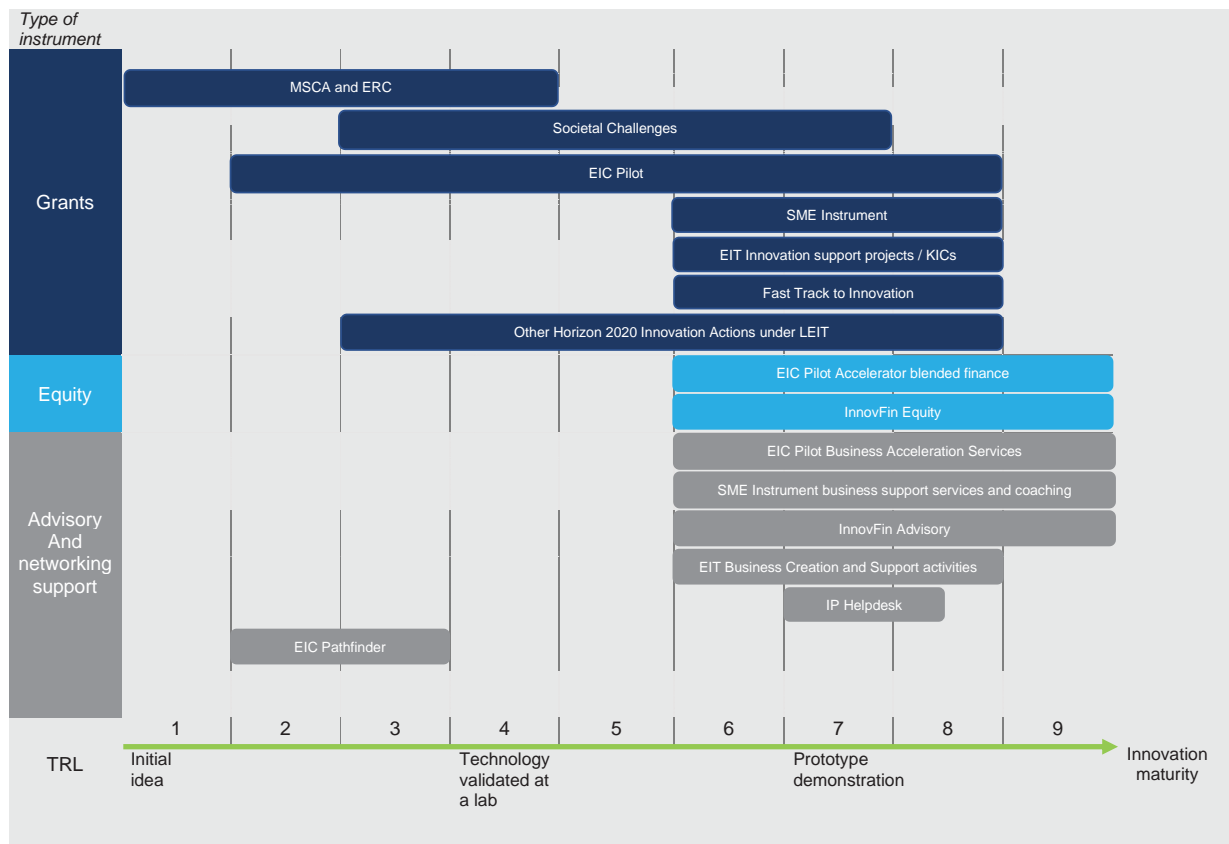 Type of
instrument
Grants
MSCA and ERC
Societal Challenges
EIC Pilot
SME Instrument
EIT Innovation support projects / KICs
Fast Track to Innovation
Other Horizon 2020 Innovation Actions under LEIT
Equity
EIC Pilot Accelerator blended finance
InnovFin Equity
Advisory
And
networking
support
EIC Pilot Business Acceleration Services
SME Instrument business support services and coaching
InnovFin Advisory
EIT Business Creation and Support activities
IP Helpdesk
EIC Pathfinder
1 2 3 4 5 6 7 8 9
TRL
Initial
idea
Technology
validated at
a lab
Prototype
demonstration
Innovation
maturity